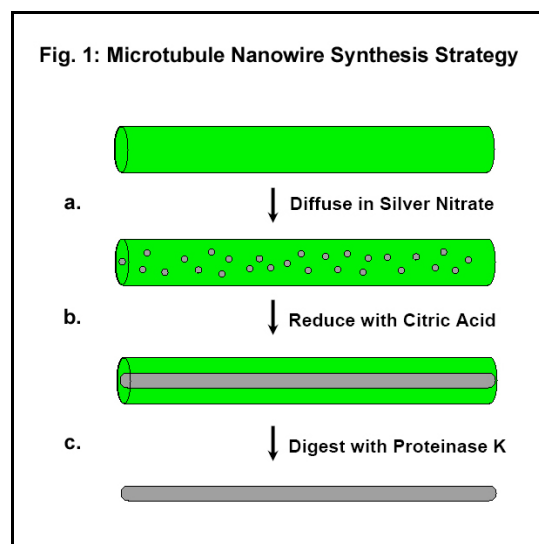 Fig. 1: Microtubule Nanowire Synthesis Strategy
a.
Diffuse in Silver Nitrate
b.
Reduce with Citric Acid
c.
Digest with Proteinase K